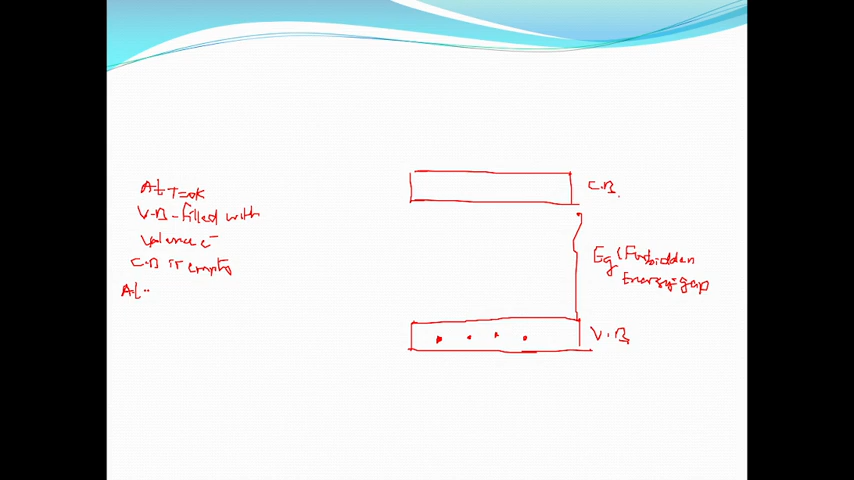 At T=0K
V.B - filled with
Valence e⁻
C.B is empty
At
C.B.
Eg (Forbidden
Energy-gap
V.B